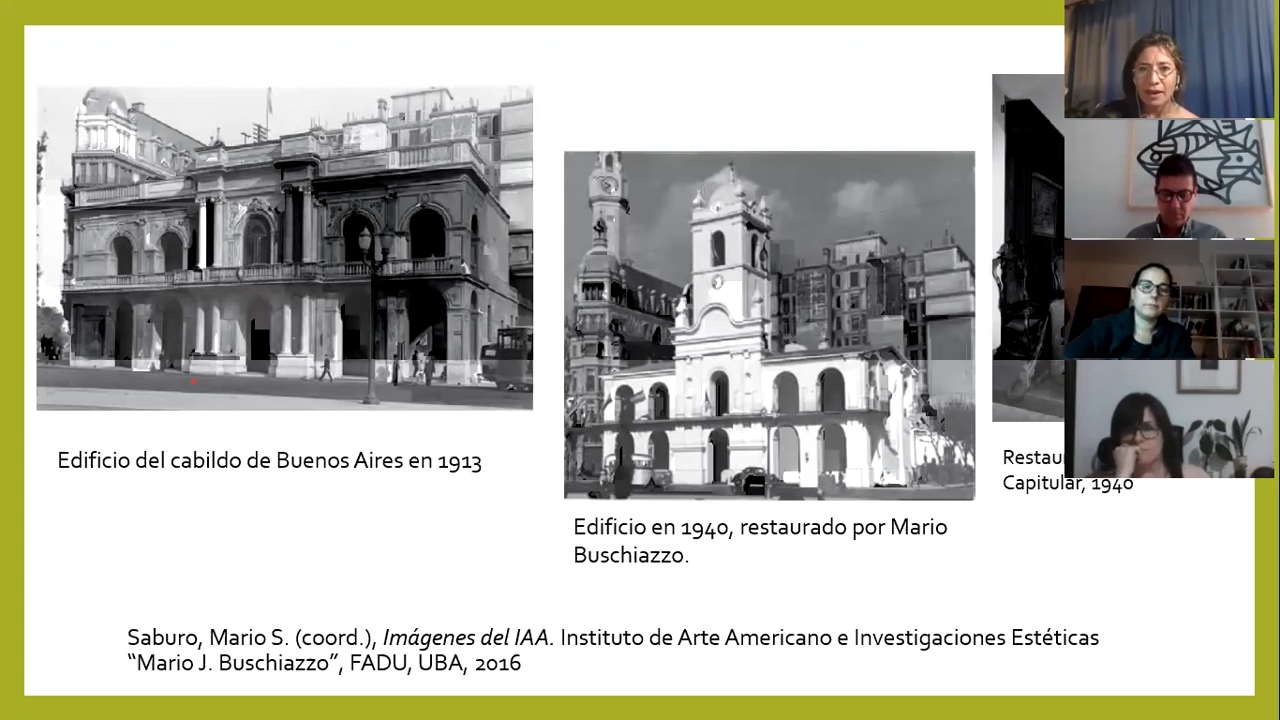 Edificio del cabildo de Buenos Aires en 1913
Edificio en 1940, restaurado por Mario
Buschiazzo.
Capitular, 1940
Saburo, Mario S. (coord.), Imágenes del IAA. Instituto de Arte Americano e Investigaciones Estéticas
“Mario J. Buschiazzo”, FADU, UBA, 2016